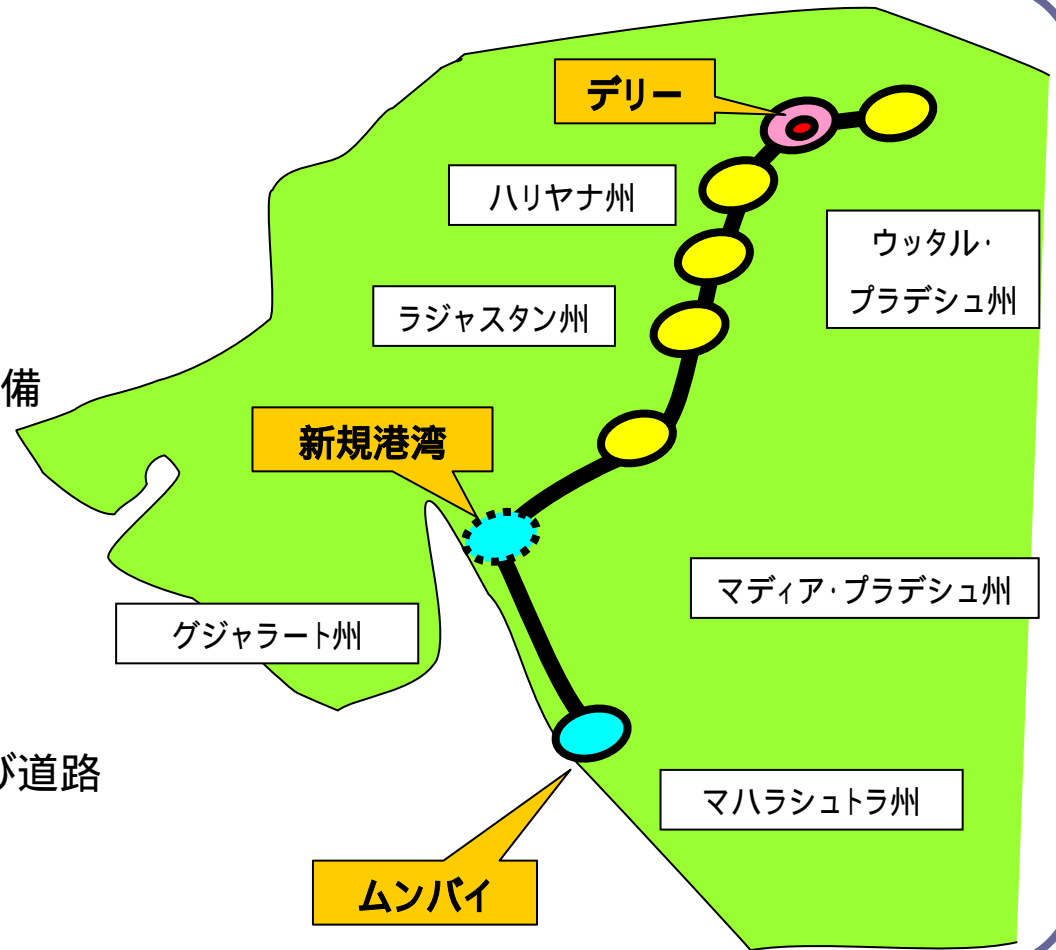 デリー
ハリヤナ州
ウッタル・
プラデシュ州
ラジャスタン州
備
新規港湾
マディア・プラデシュ州
グジャラート州
び道路
マハラシュトラ州
ムンバイ